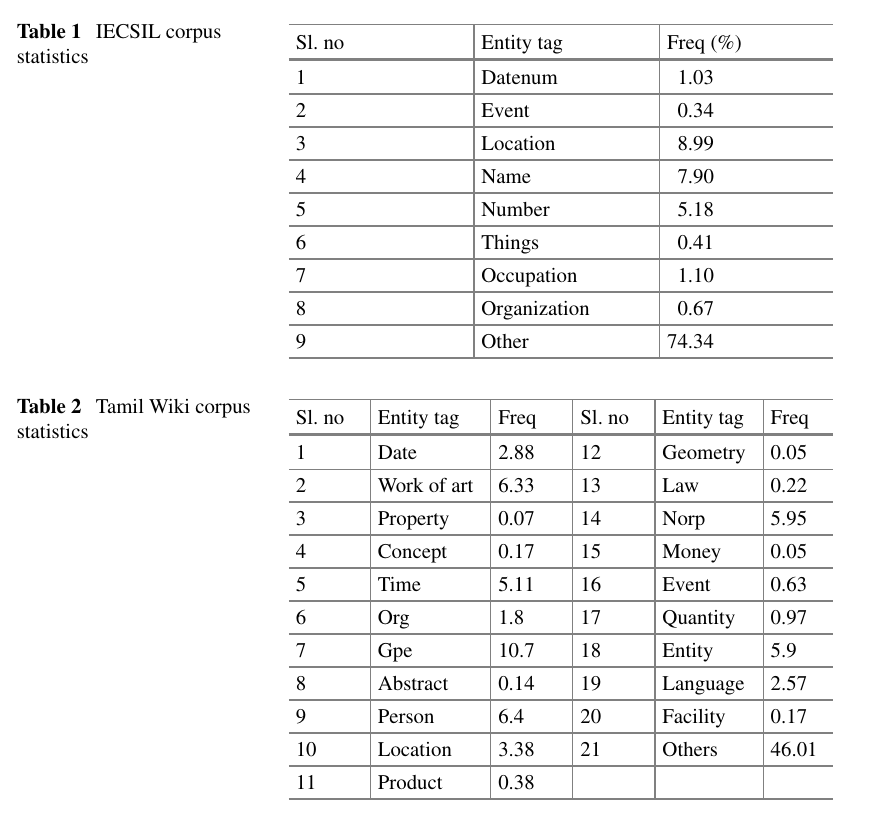 Table 1 IECSIL corpus
statistics
Sl. no Entity tag Freq (%)
1 Datenum 1.03
2 Event 0.34
3 Location 8.99
4 Name 7.90
5 Number 5.18
6 Things 0.41
7 Occupation 1.10
8 Organization 0.67
9 Other 74.34
Table 2 Tamil Wiki corpus
statistics
Sl. no Entity tag Freq Sl. no Entity tag Freq
1 Date 2.88 12 Geometry 0.05
2 Work of art 6.33 13 Law 0.22
3 Property 0.07 14 Norp 5.95
4 Concept 0.17 15 Money 0.05
5 Time 5.11 16 Event 0.63
6 Org 1.8 17 Quantity 0.97
7 Gpe 10.7 18 Entity 5.9
8 Abstract 0.14 19 Language 2.57
9 Person 6.4 20 Facility 0.17
10 Location 3.38 21 Others 46.01
11 Product 0.38